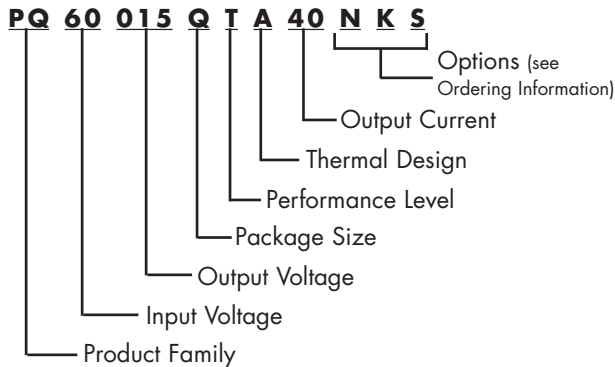 PQ 60 015 Q T A 40 N K S
Options (see
Ordering Information)
Output Current
Thermal Design
Performance Level
Package Size
Output Voltage
Input Voltage
Product Family